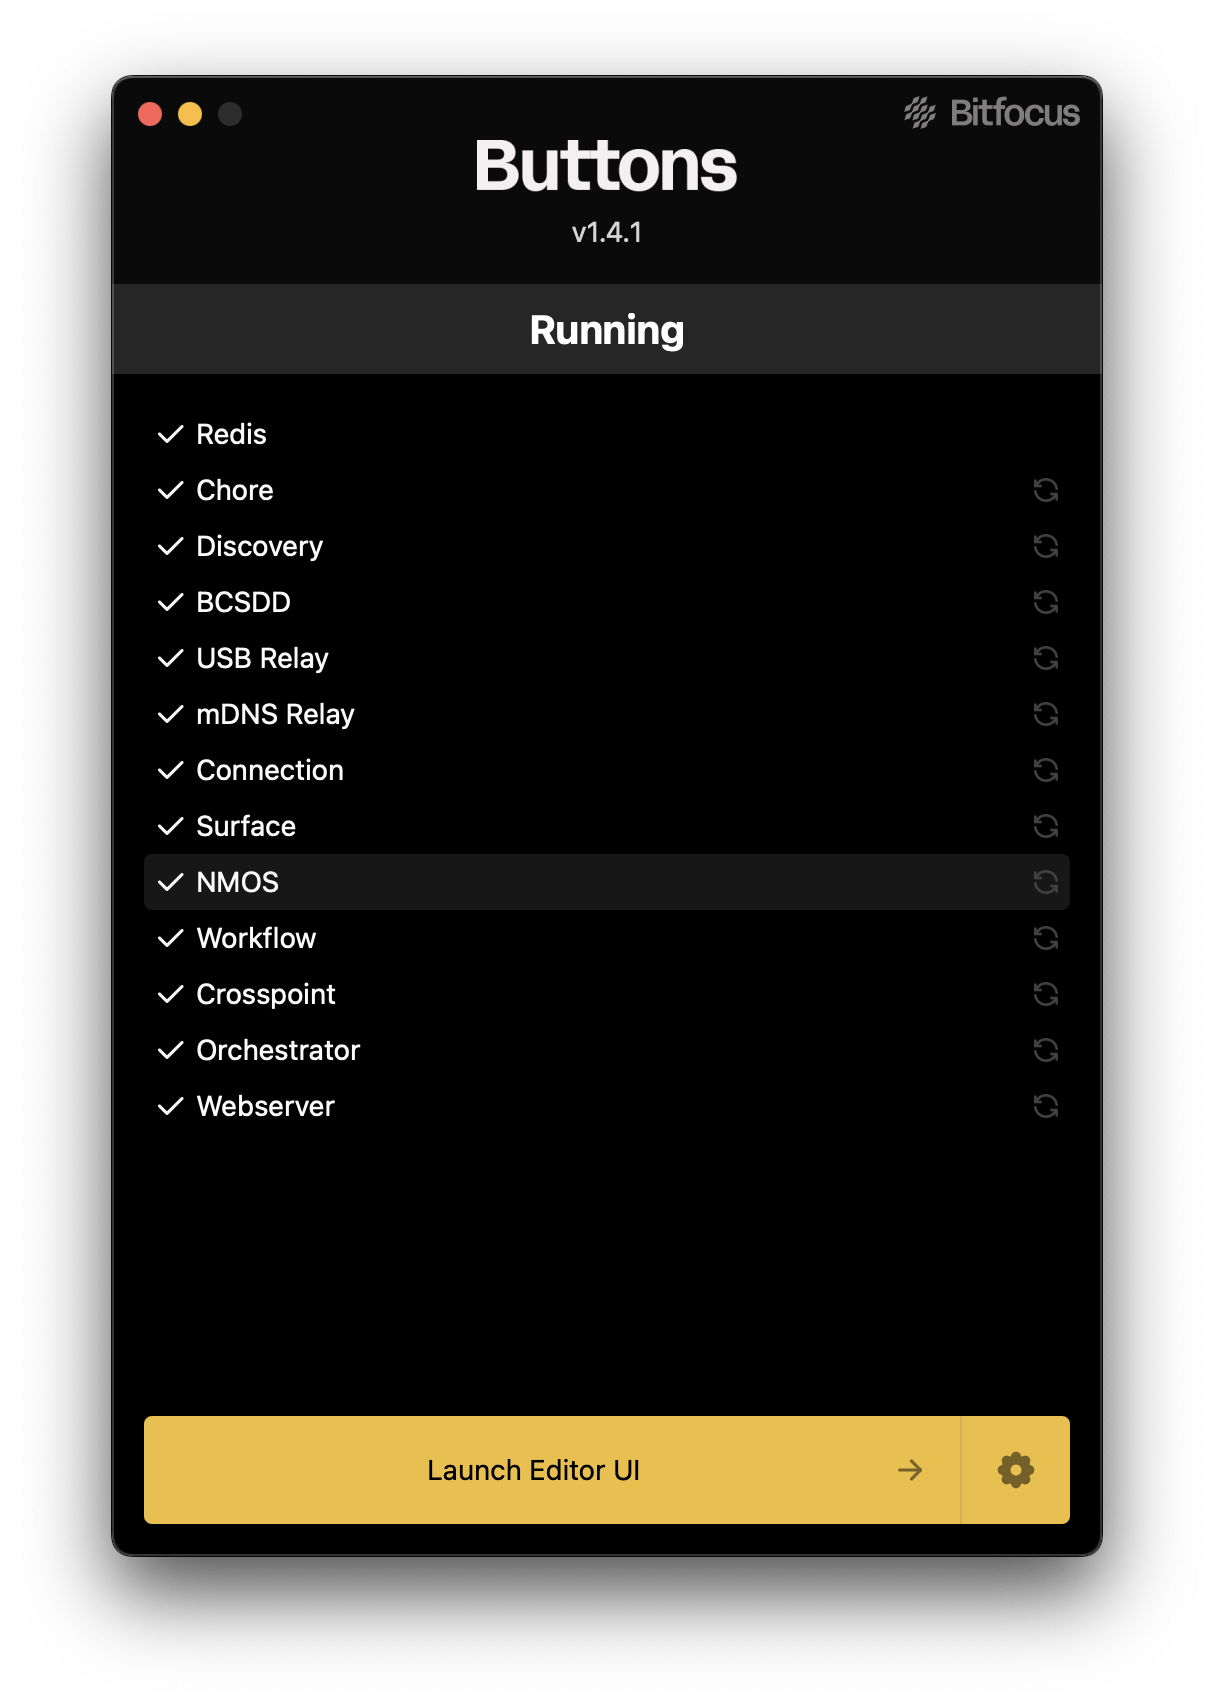 Bitfocus
Buttons
v1.4.1
Running
Redis
Chore
Discovery
BCSDD
USB Relay
mDNS Relay
Connection
Surface
NMOS
Workflow
Crosspoint
Orchestrator
Webserver
Launch Editor UI